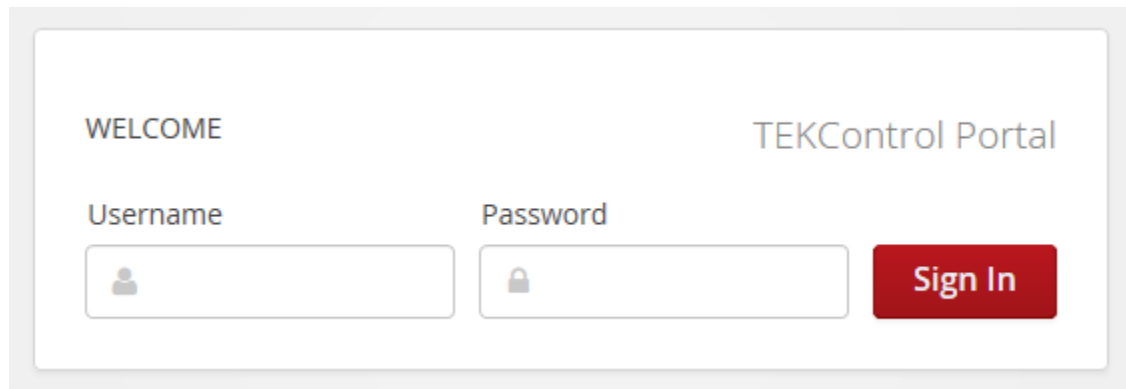 WELCOME
TEKControl Portal
Username
Password
Sign In